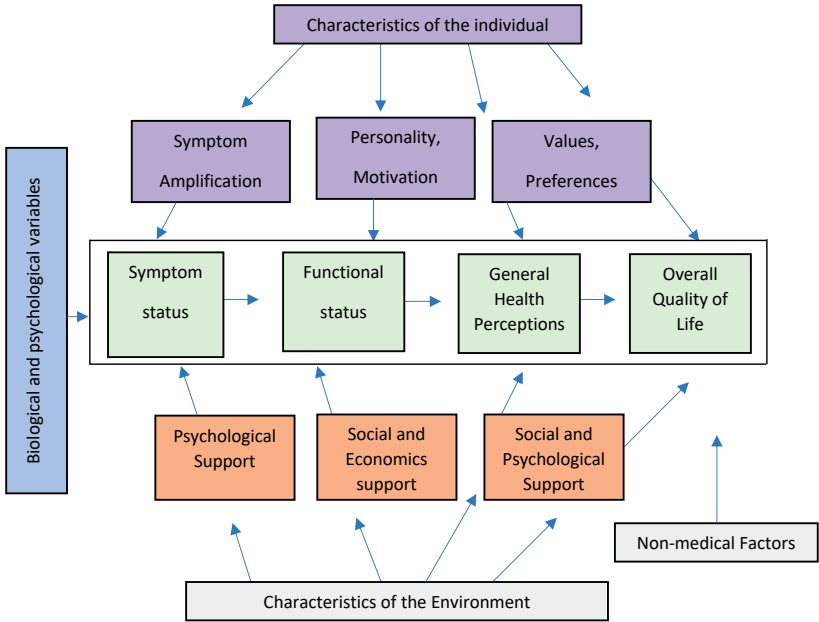 Characteristics of the individual
Symptom
Amplification
Personality,
Motivation
Values,
Preferences
Biological and psychological variables
Symptom
status
Functional
status
General
Health
Perceptions
Overall
Quality of
Life
Psychological
Support
Social and
Economics
support
Social and
Psychological
Support
Non-medical Factors
Characteristics of the Environment